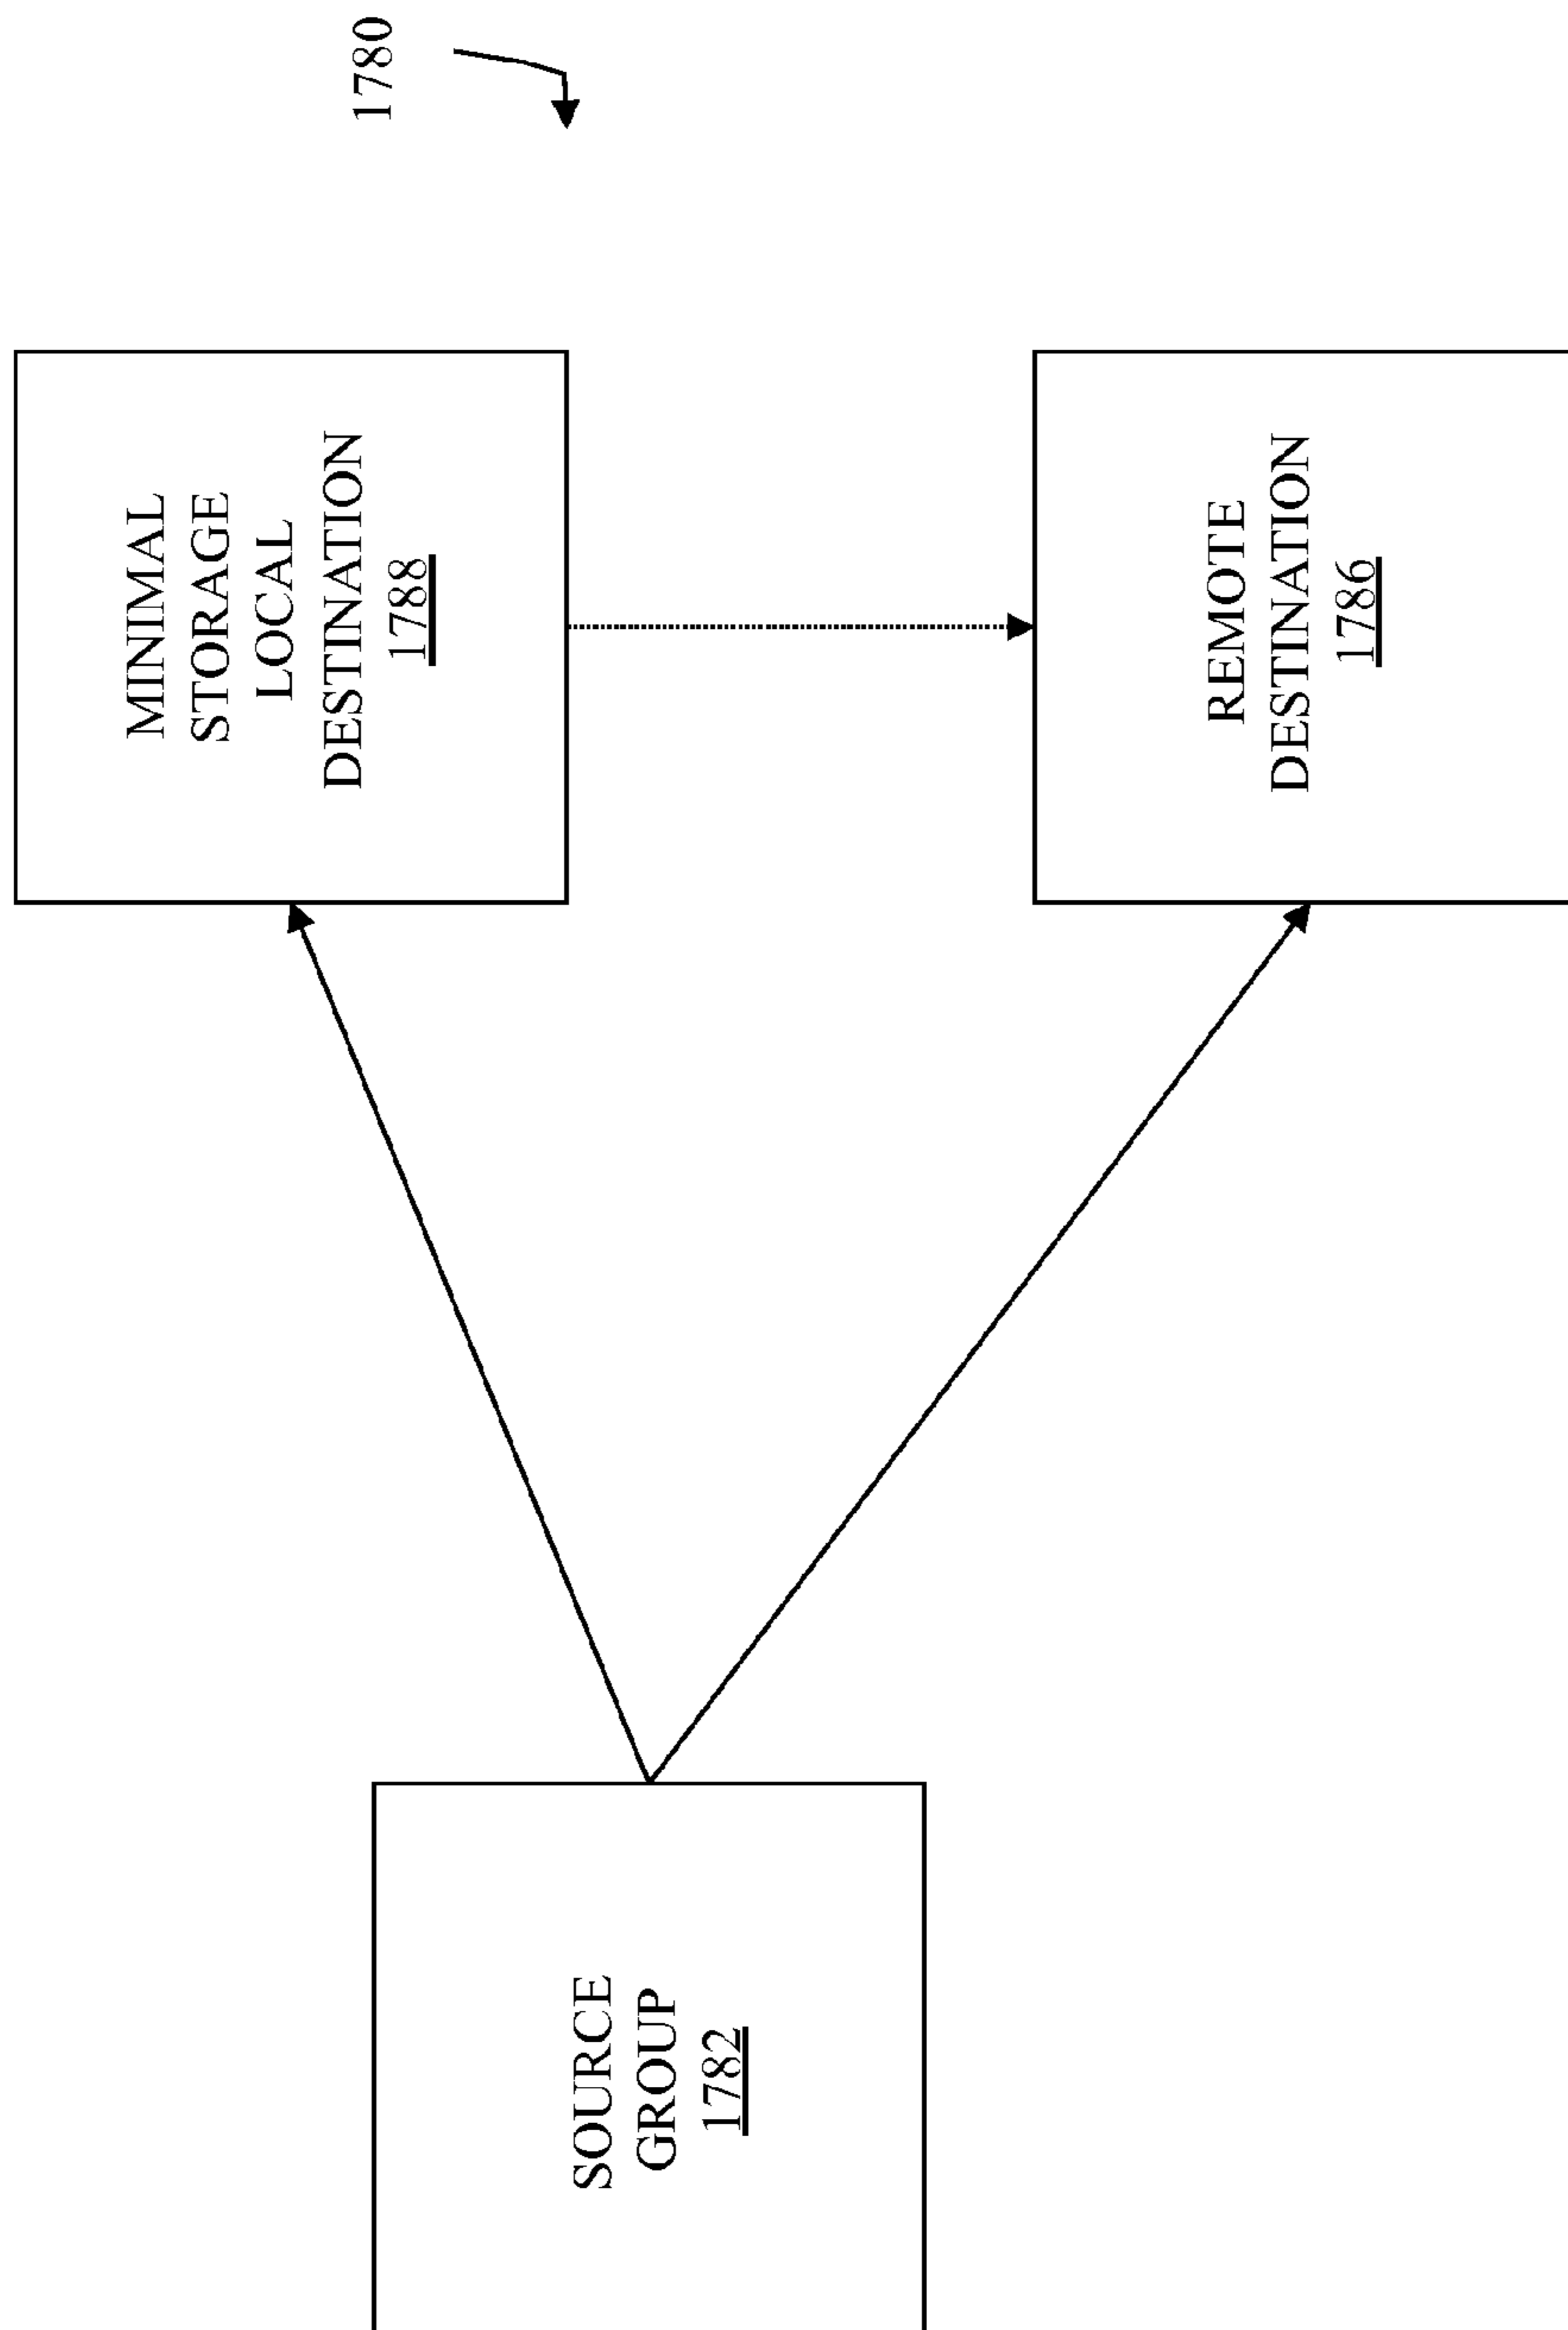 1780
MINIMAL
STORAGE
LOCAL
DESTINATION
1788
SOURCE
GROUP
1782
REMOTE
DESTINATION
1786